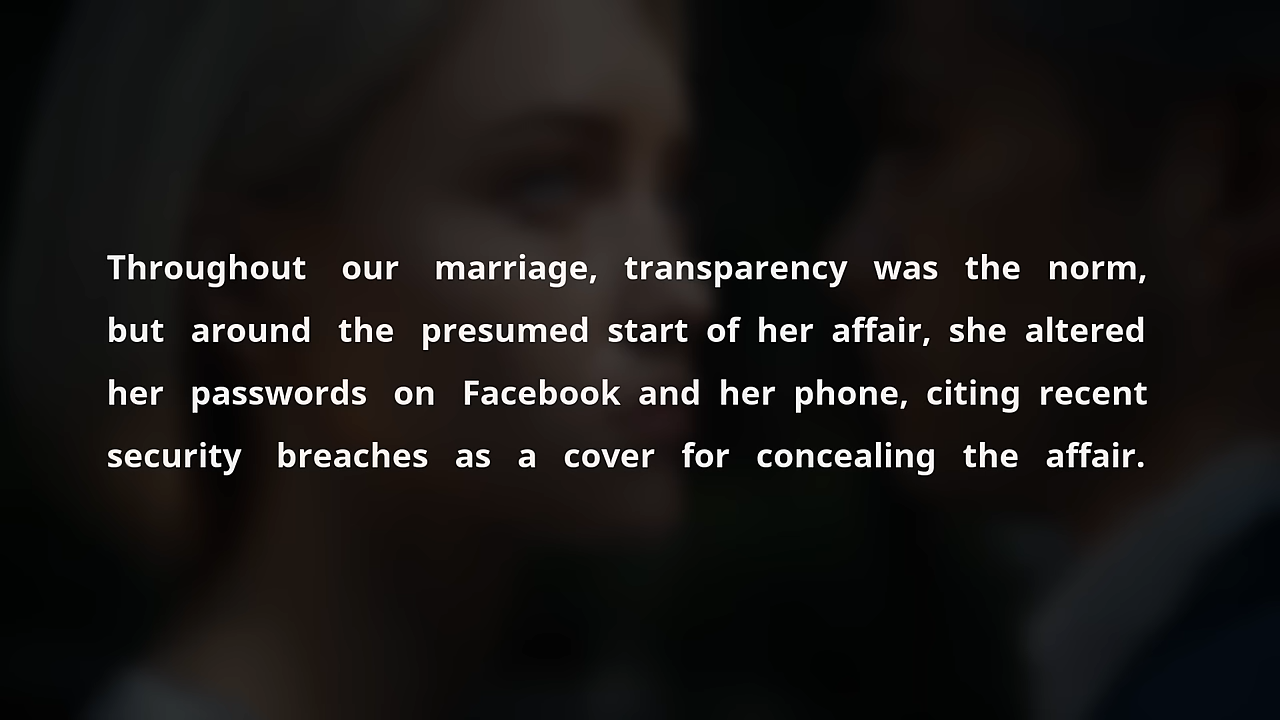 Throughout our marriage, transparency was the norm,
but around the presumed start of her affair, she altered
her passwords on Facebook and her phone, citing recent
security breaches as a cover for concealing the affair.